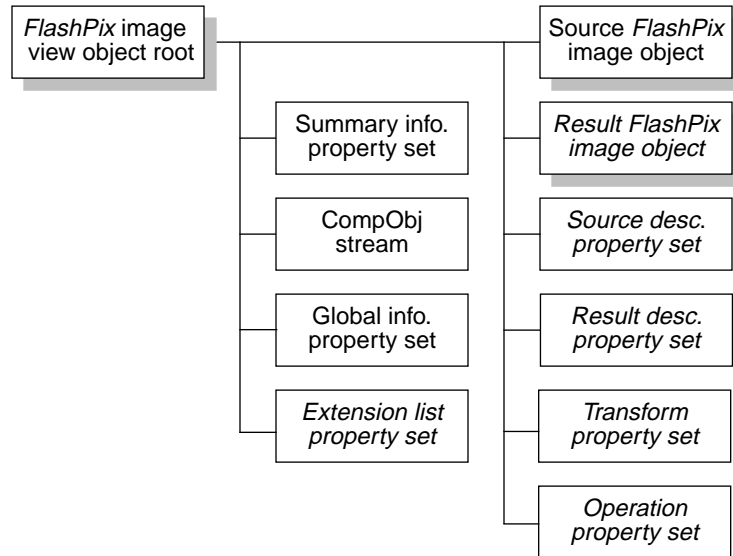 FlashPix image
view object root
Source FlashPix
image object
Summary info.
property set
Result FlashPix
image object
CompObj
stream
Source desc.
property set
Global info.
property set
Result desc.
property set
Extension list
property set
Transform
property set
Operation
property set